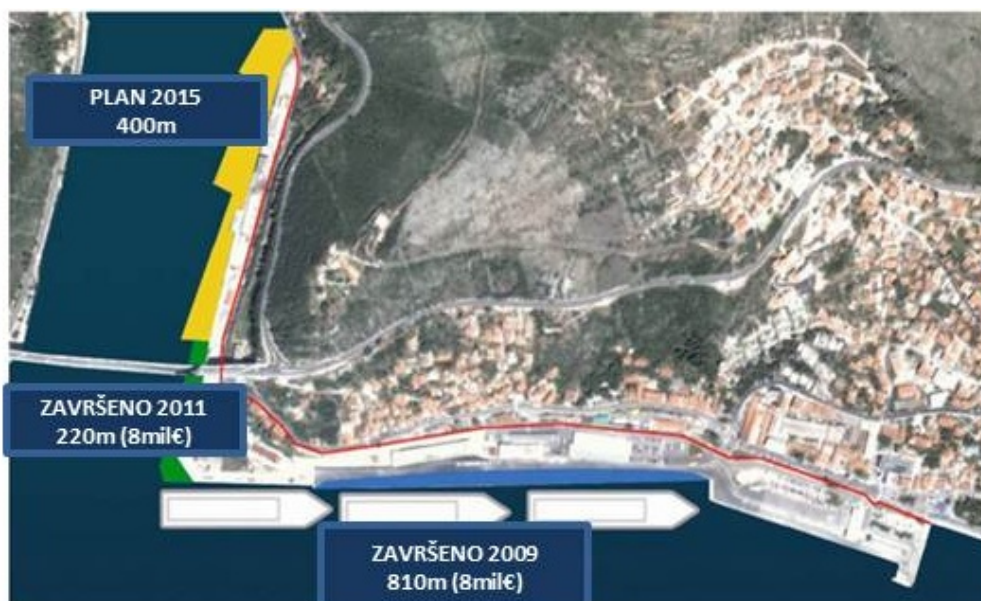 PLAN 2015
400m
ZAVRŠENO 2011
220m (8mil€)
ZAVRŠENO 2009
810m (8mil€)